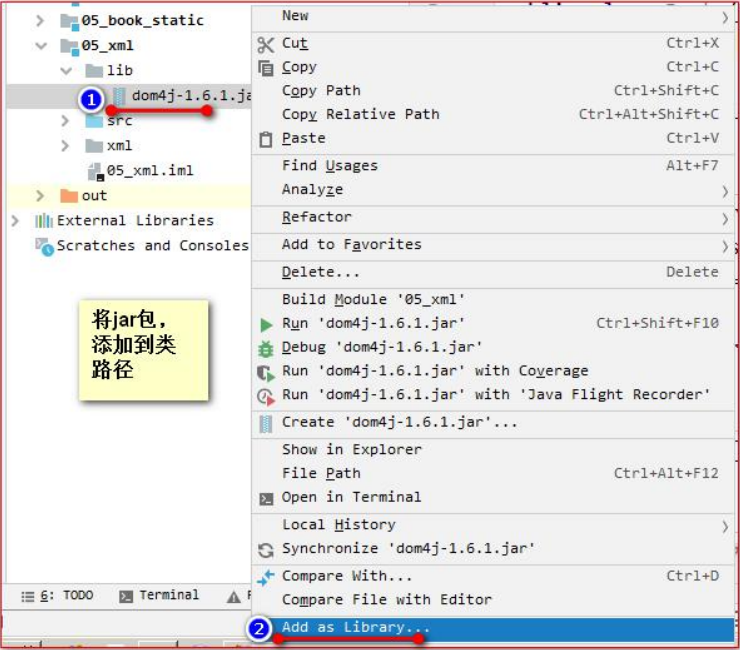 05_book_static
05_xml
lib
1 dom4j-1.6.1.ja
src
xml
05_xml.iml
out
External Libraries
Scratches and Consoles
将jar包，
添加到类
路径
6: TODO Terminal
New
Cut Ctrl+X
Copy Ctrl+C
Copy Path Ctrl+Shift+C
Copy Relative Path Ctrl+Alt+Shift+C
Paste Ctrl+V
Find Usages Alt+F7
Analyze
Refactor
Add to Favorites
Delete... Delete
Build Module '05_xml'
Run 'dom4j-1.6.1.jar' Ctrl+Shift+F10
Debug 'dom4j-1.6.1.jar'
Run 'dom4j-1.6.1.jar' with Coverage
Run 'dom4j-1.6.1.jar' with 'Java Flight Recorder'
Create 'dom4j-1.6.1.jar'...
Show in Explorer
File Path Ctrl+Alt+F12
Open in Terminal
Local History
Synchronize 'dom4j-1.6.1.jar'
Compare With... Ctrl+D
Compare File with Editor
2 Add as Library...